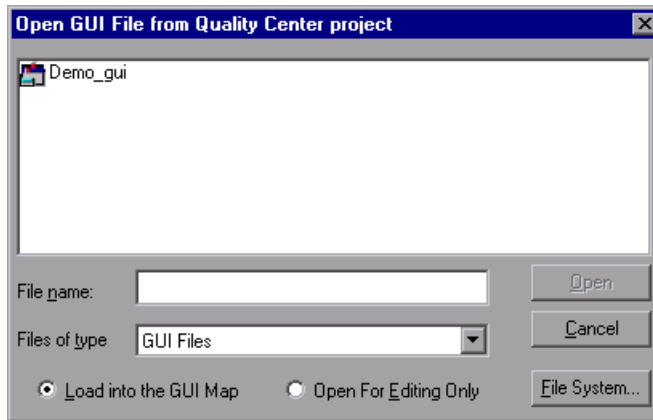 Open GUI File from Quality Center project
Demo_gui
File name:
Open
Files of type
GUI Files
Cancel
Load into the GUI Map
Open For Editing Only
File System...